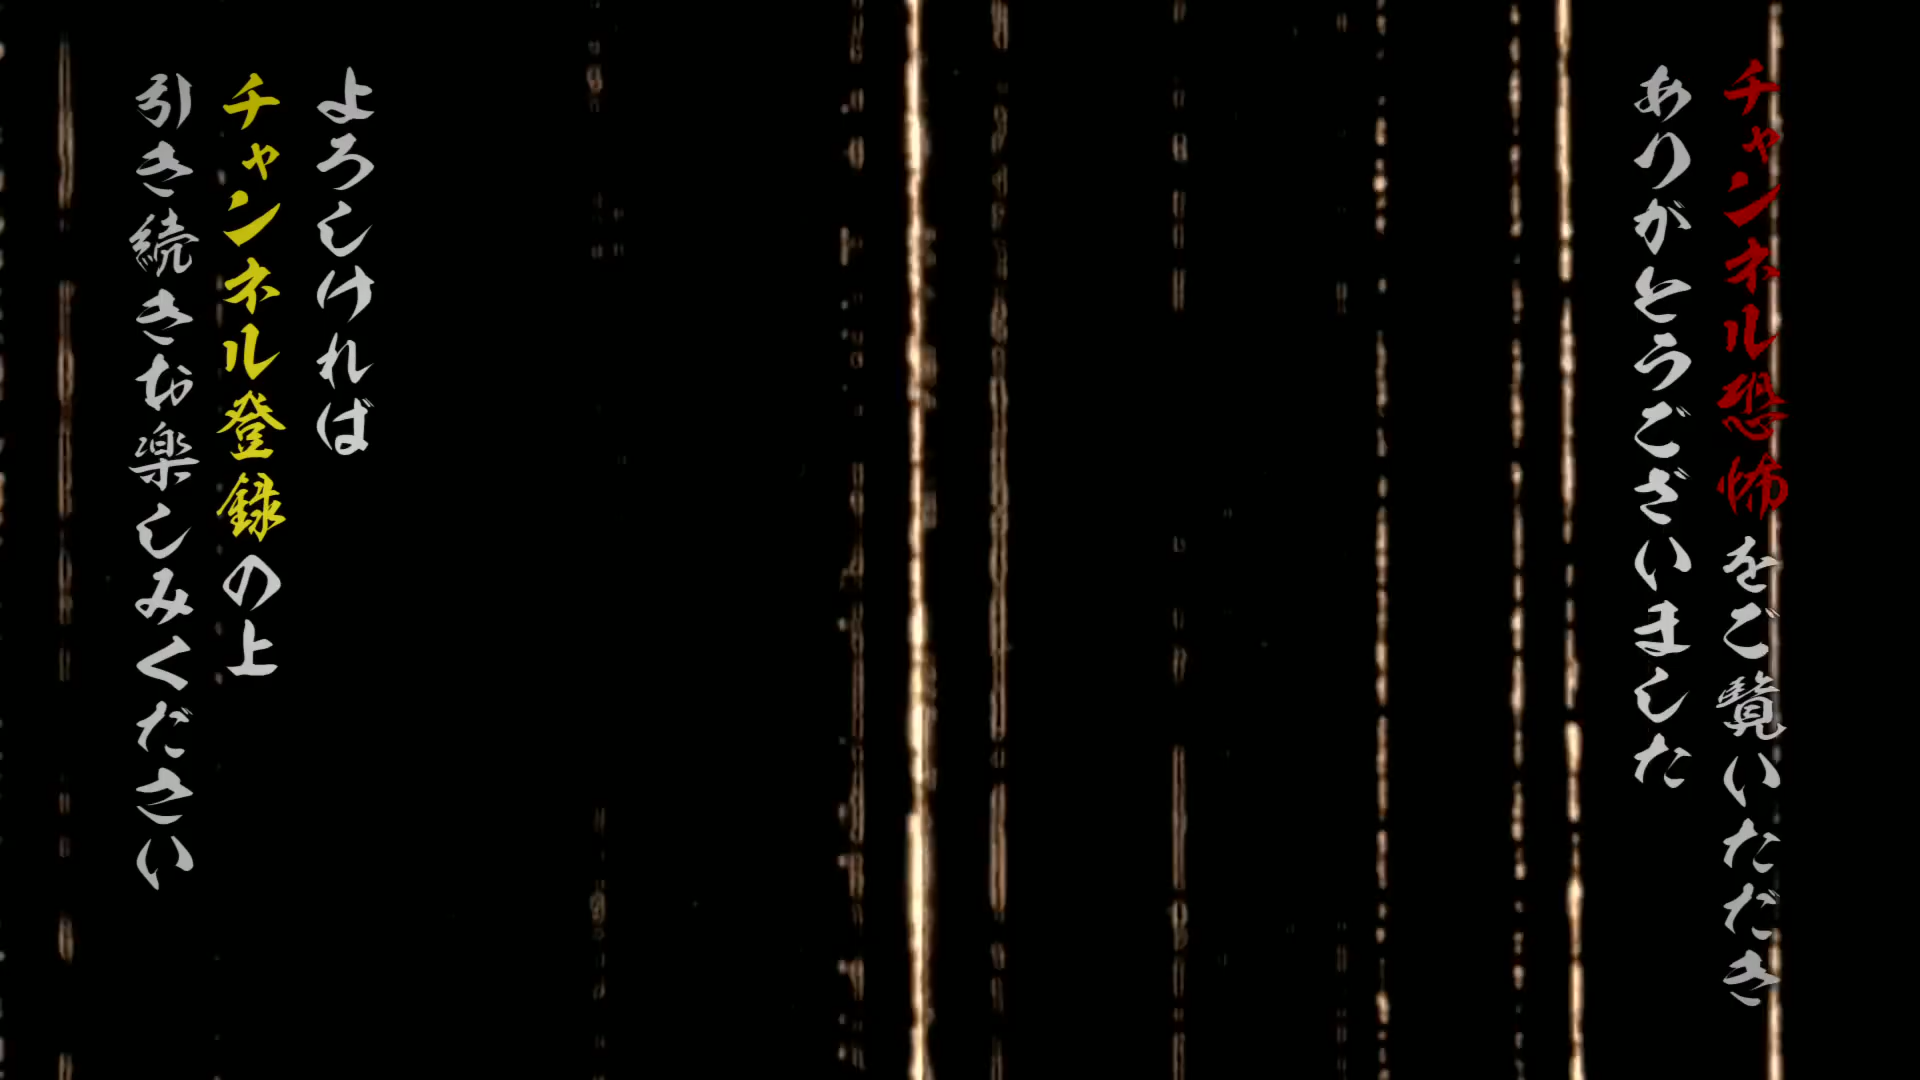 チャンネル恐怖をご覧いただき
ありがとうございました
よろしければ
チャンネル登録の上
引き続きお楽しみください